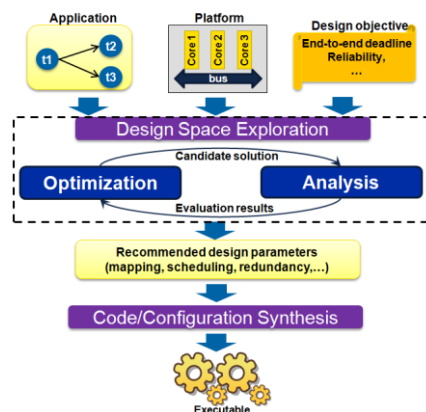 Application
Platform
Design objective
t1
t2
t3
Core 1
Core 2
Core 3
bus
End-to-end deadline
Reliability,
...
Design Space Exploration
Candidate solution
Optimization
Analysis
Evaluation results
Recommended design parameters
(mapping, scheduling, redundancy,...)
Code/Configuration Synthesis
Executable